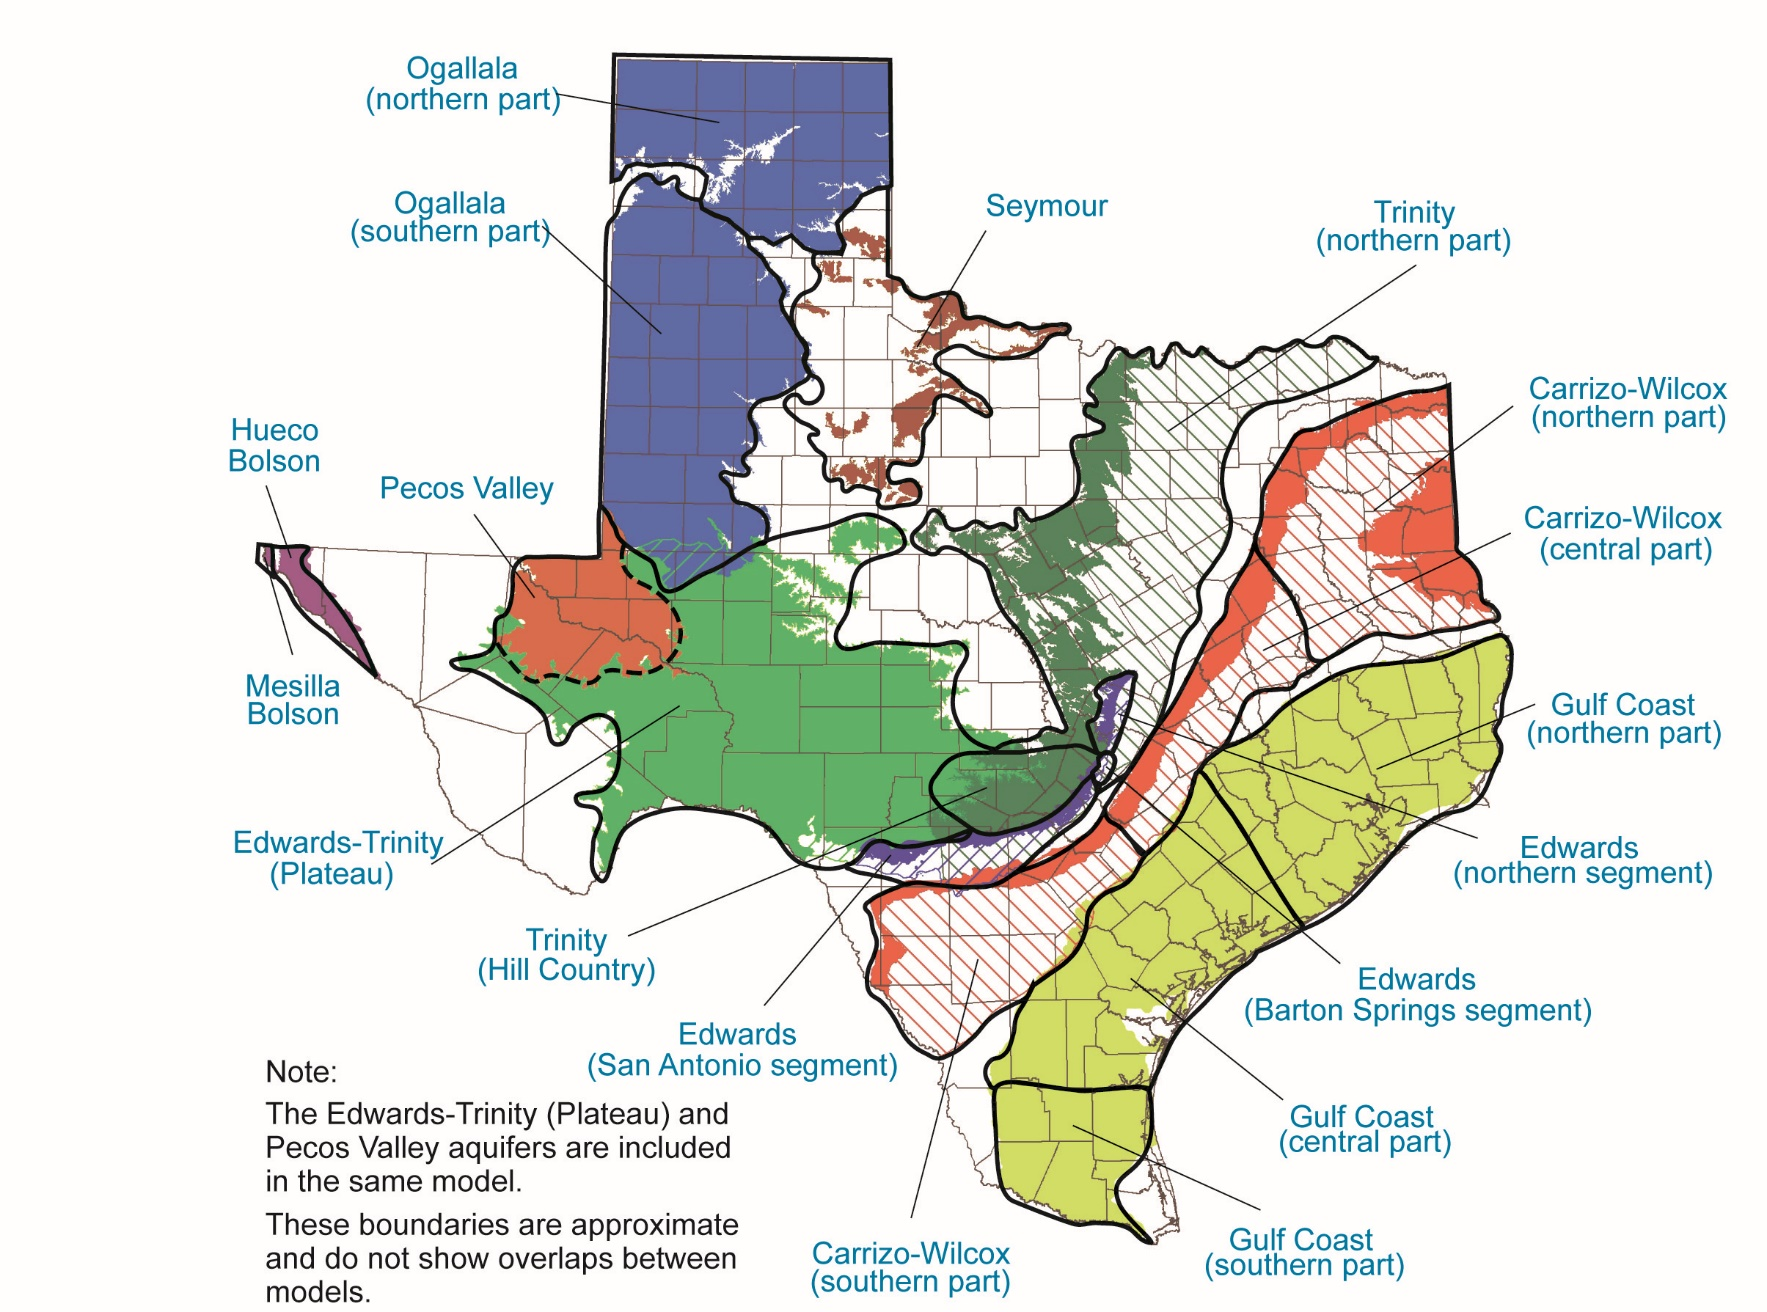 Ogallala
(northern part)
Ogallala
(southern part)
Seymour
Trinity
(northern part)
Carrizo-Wilcox
(northern part)
Hueco
Bolson
Pecos Valley
Carrizo-Wilcox
(central part)
Mesilla
Bolson
Gulf Coast
(northern part)
Edwards-Trinity
(Plateau)
Edwards
(northern segment)
Trinity
(Hill Country)
Edwards
(Barton Springs segment)
Edwards
(San Antonio segment)
Gulf Coast
(central part)
Carrizo-Wilcox
(southern part)
Gulf Coast
(southern part)
Note:
The Edwards-Trinity (Plateau) and
Pecos Valley aquifers are included
in the same model.
These boundaries are approximate
and do not show overlaps between
models.